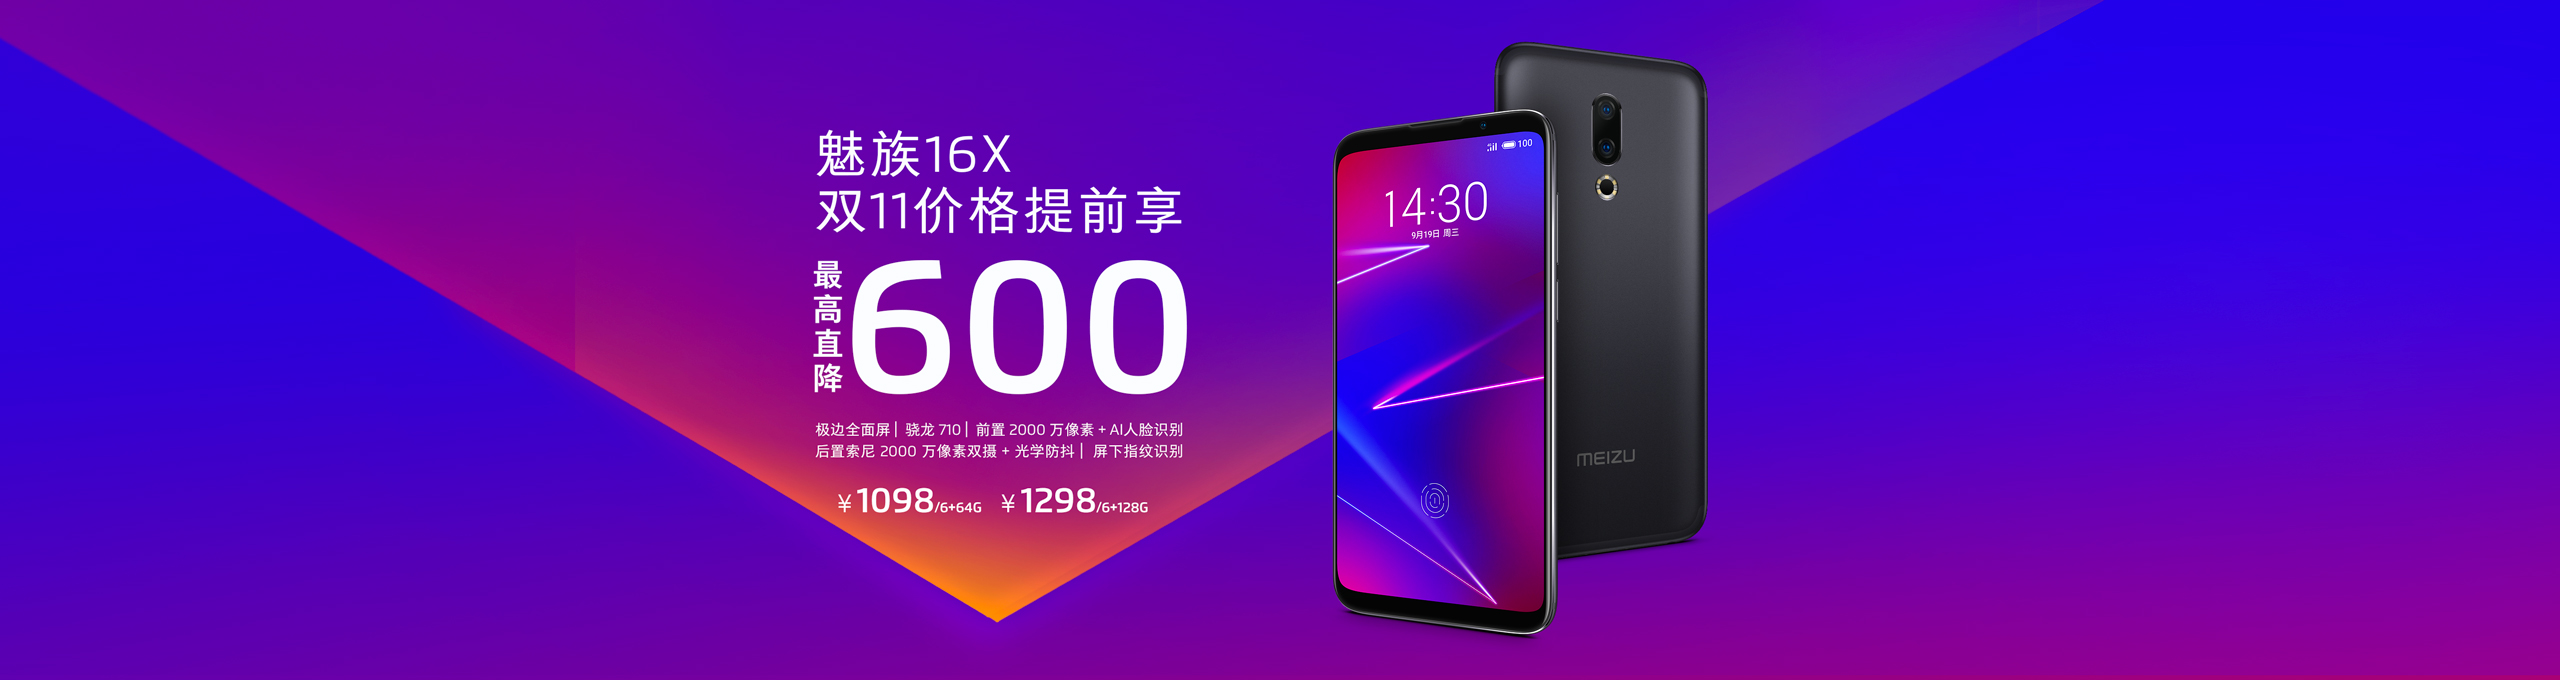 魅族16X
双11价格提前享
最高直降
600
极边全面屏| 骁龙 710| 前置 2000 万像素 + AI人脸识别
后置索尼 2000 万像素双摄 + 光学防抖| 屏下指纹识别
¥1098/6+64G ¥1298/6+128G
100
14:30
9月19日 周三
MEIZU